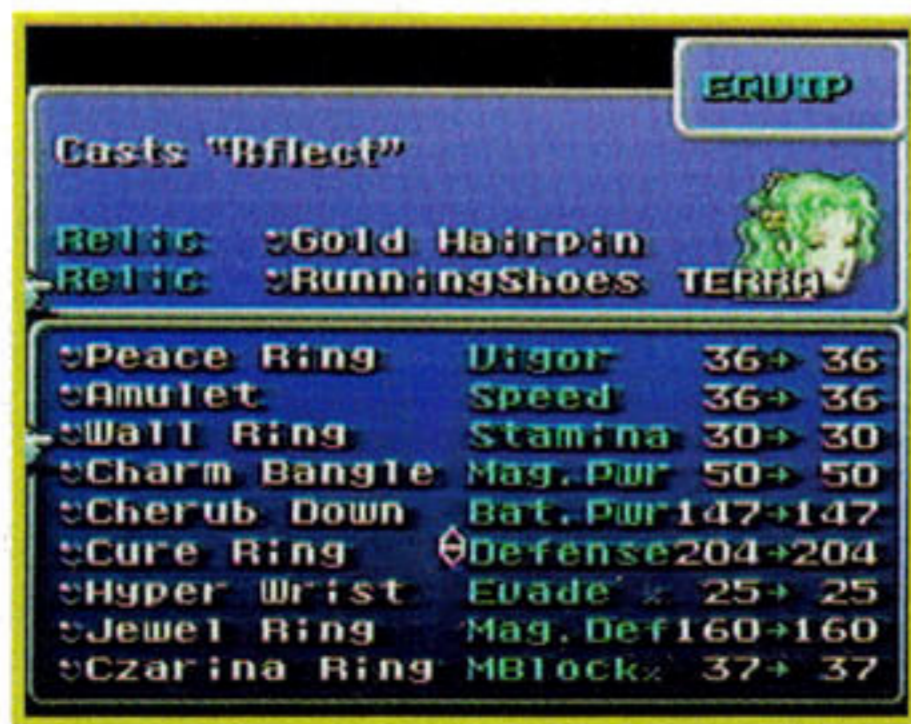 EQUIP
Casts "Rflect"
Relic Gold Hairpin
Relic RunningShoes TERRA
Peace Ring Vigor 36→ 36
Amulet Speed 36→ 36
Wall Ring Stamina 30→ 30
Charm Bangle Mag.Pwr 50→ 50
Cherub Down Bat.Pwr147→147
Cure Ring Defense204→204
Hyper Wrist Evade % 25→ 25
Jewel Ring Mag.Def160→160
Czarina Ring MBlock% 37→ 37